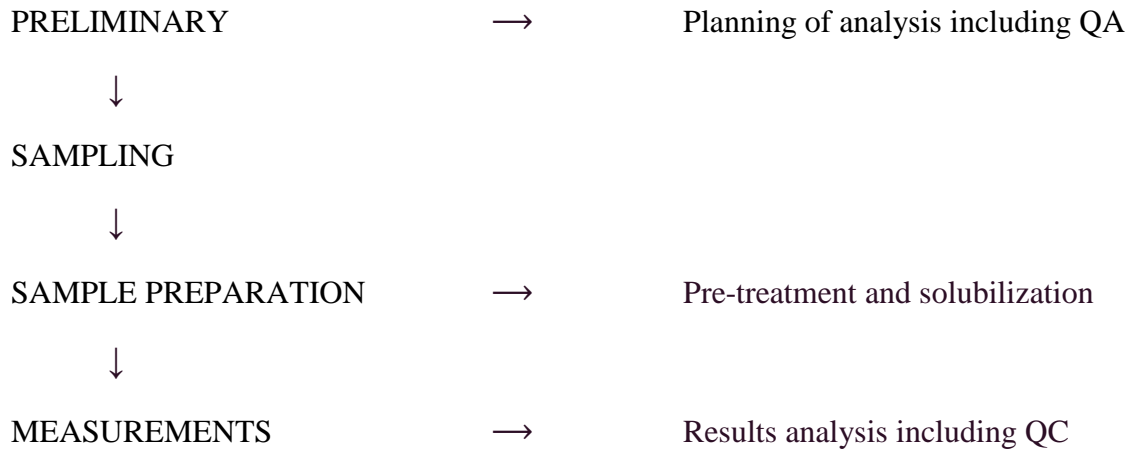 PRELIMINARY → Planning of analysis including QA
↓
SAMPLING
↓
SAMPLE PREPARATION → Pre-treatment and solubilization
↓
MEASUREMENTS → Results analysis including QC